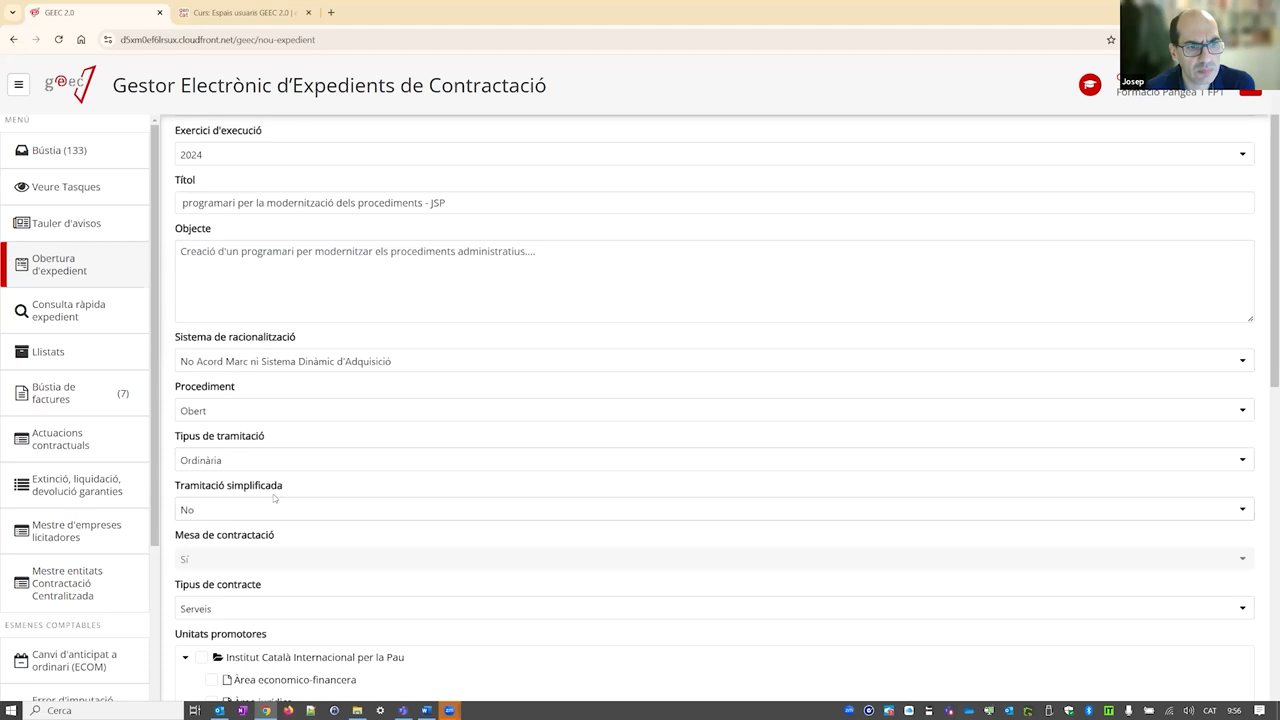 GEEC 2.0
Curs: Espais usuaris GEEC 2.0 |
d5xm0ef6lrsux.cloudfront.net/geec/nou-expedient
geec
Gestor Electrònic d'Expedients de Contractació
Josep
Formació Pangea i FPT
MENÚ
Bústia (133)
Veure Tasques
Tauler d'avisos
Obertura
d'expedient
Consulta ràpida
expedient
Llistats
Bústia de
factures
(7)
Actuacions
contractuals
Extinció, liquidació,
devolució garanties
Mestre d'empreses
licitadores
Mestre entitats
Contractació
Centralitzada
ESMENES COMPTABLES
Canvi d'anticipat a
ordinari (ECOM)
Error d'imputació
Exercici d'execució
2024
Títol
programari per la modernització dels procediments - JSP
Objecte
Creació d'un programari per modernitzar els procediments administratius....
Sistema de racionalització
No Acord Marc ni Sistema Dinàmic d'Adquisició
Procediment
Obert
Tipus de tramitació
Ordinària
Tramitació simplificada
No
Mesa de contractació
Sí
Tipus de contracte
Serveis
Unitats promotores
Institut Català Internacional per la Pau
Àrea economico-financera
Àrea jurídica
Cerca
CAT
9:56